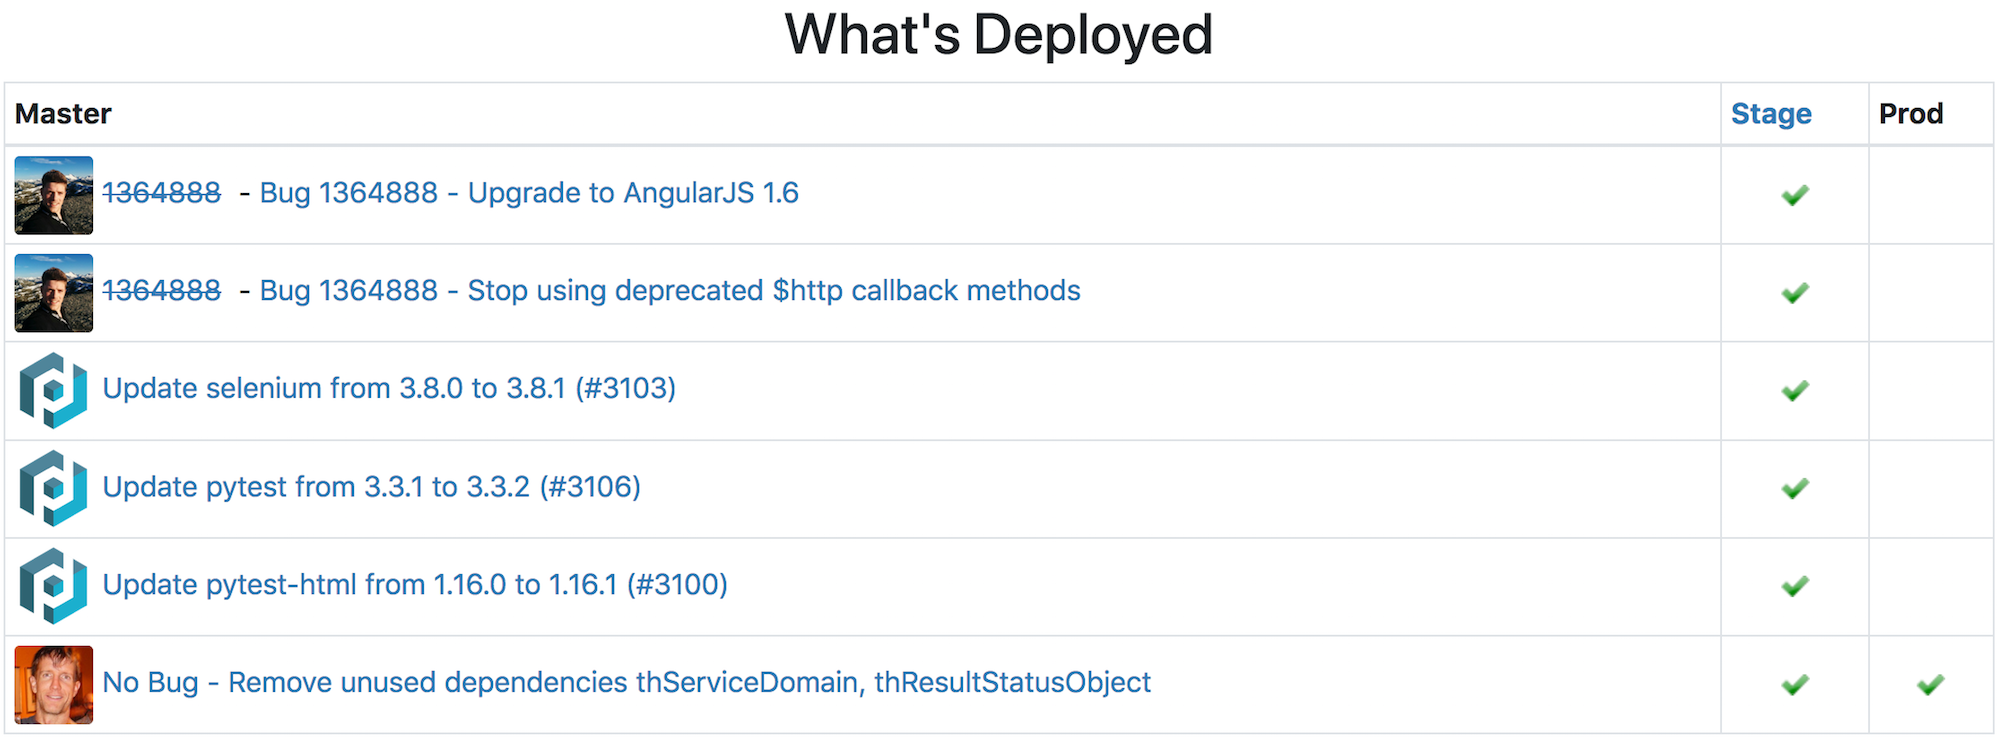 What's Deployed
Master Stage Prod
1364888 - Bug 1364888 - Upgrade to AngularJS 1.6
1364888 - Bug 1364888 - Stop using deprecated $http callback methods
Update selenium from 3.8.0 to 3.8.1 (#3103)
Update pytest from 3.3.1 to 3.3.2 (#3106)
Update pytest-html from 1.16.0 to 1.16.1 (#3100)
No Bug - Remove unused dependencies thServiceDomain, thResultStatusObject